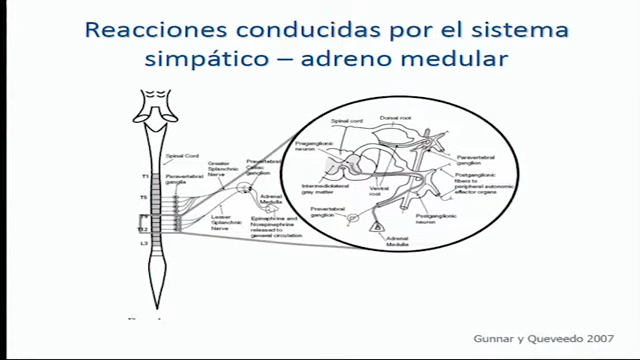 Reacciones conducidas por el sistema
simpático – adreno medular
Spinal Cord
Paravertebral
ganglia
T1
T5
T9
T12
L3
Greater
Splanchnic
Nerve
Prevertebral
Celiac
ganglion
Adrenal
Medulla
Lesser
Splanchnic
Nerve
Epinephrine and
Norepinephrine
released to
general circulation
Spinal cord
Dorsal root
Preganglionic
neuron
Intermediolateral
gray matter
Ventral
root
Paravertebral
ganglion
Postganglionic
fibers to
peripheral autonomic
effector organs
Prevertebral
ganglion
Postganglionic
neuron
Adrenal
Medulla
Gunnar y Quevedo 2007